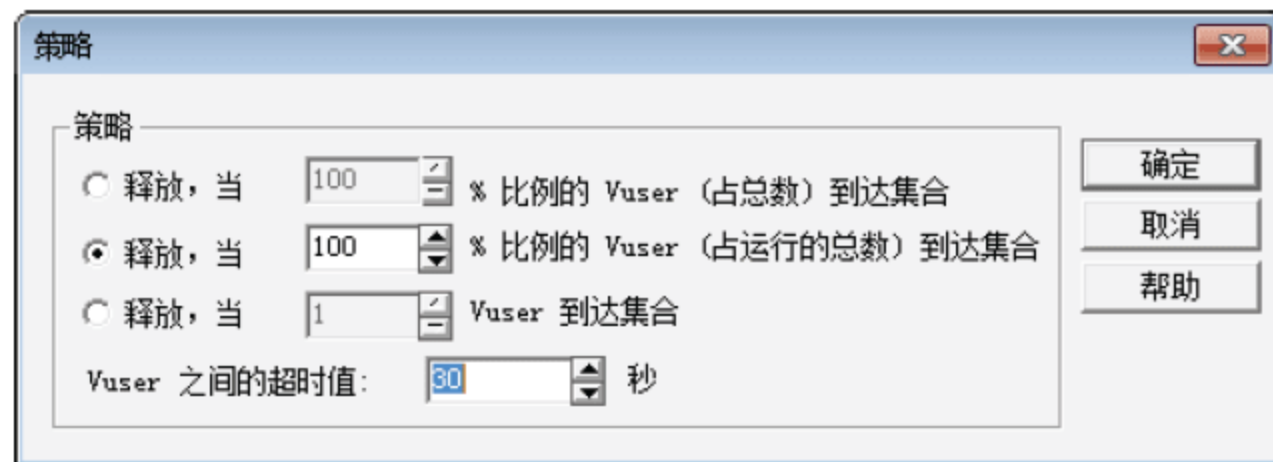 策略
策略
释放，当 100 % 比例的 Vuser （占总数）到达集合
释放，当 100 % 比例的 Vuser （占运行的总数）到达集合
释放，当 1 Vuser 到达集合
Vuser 之间的超时值: 30 秒
确定
取消
帮助